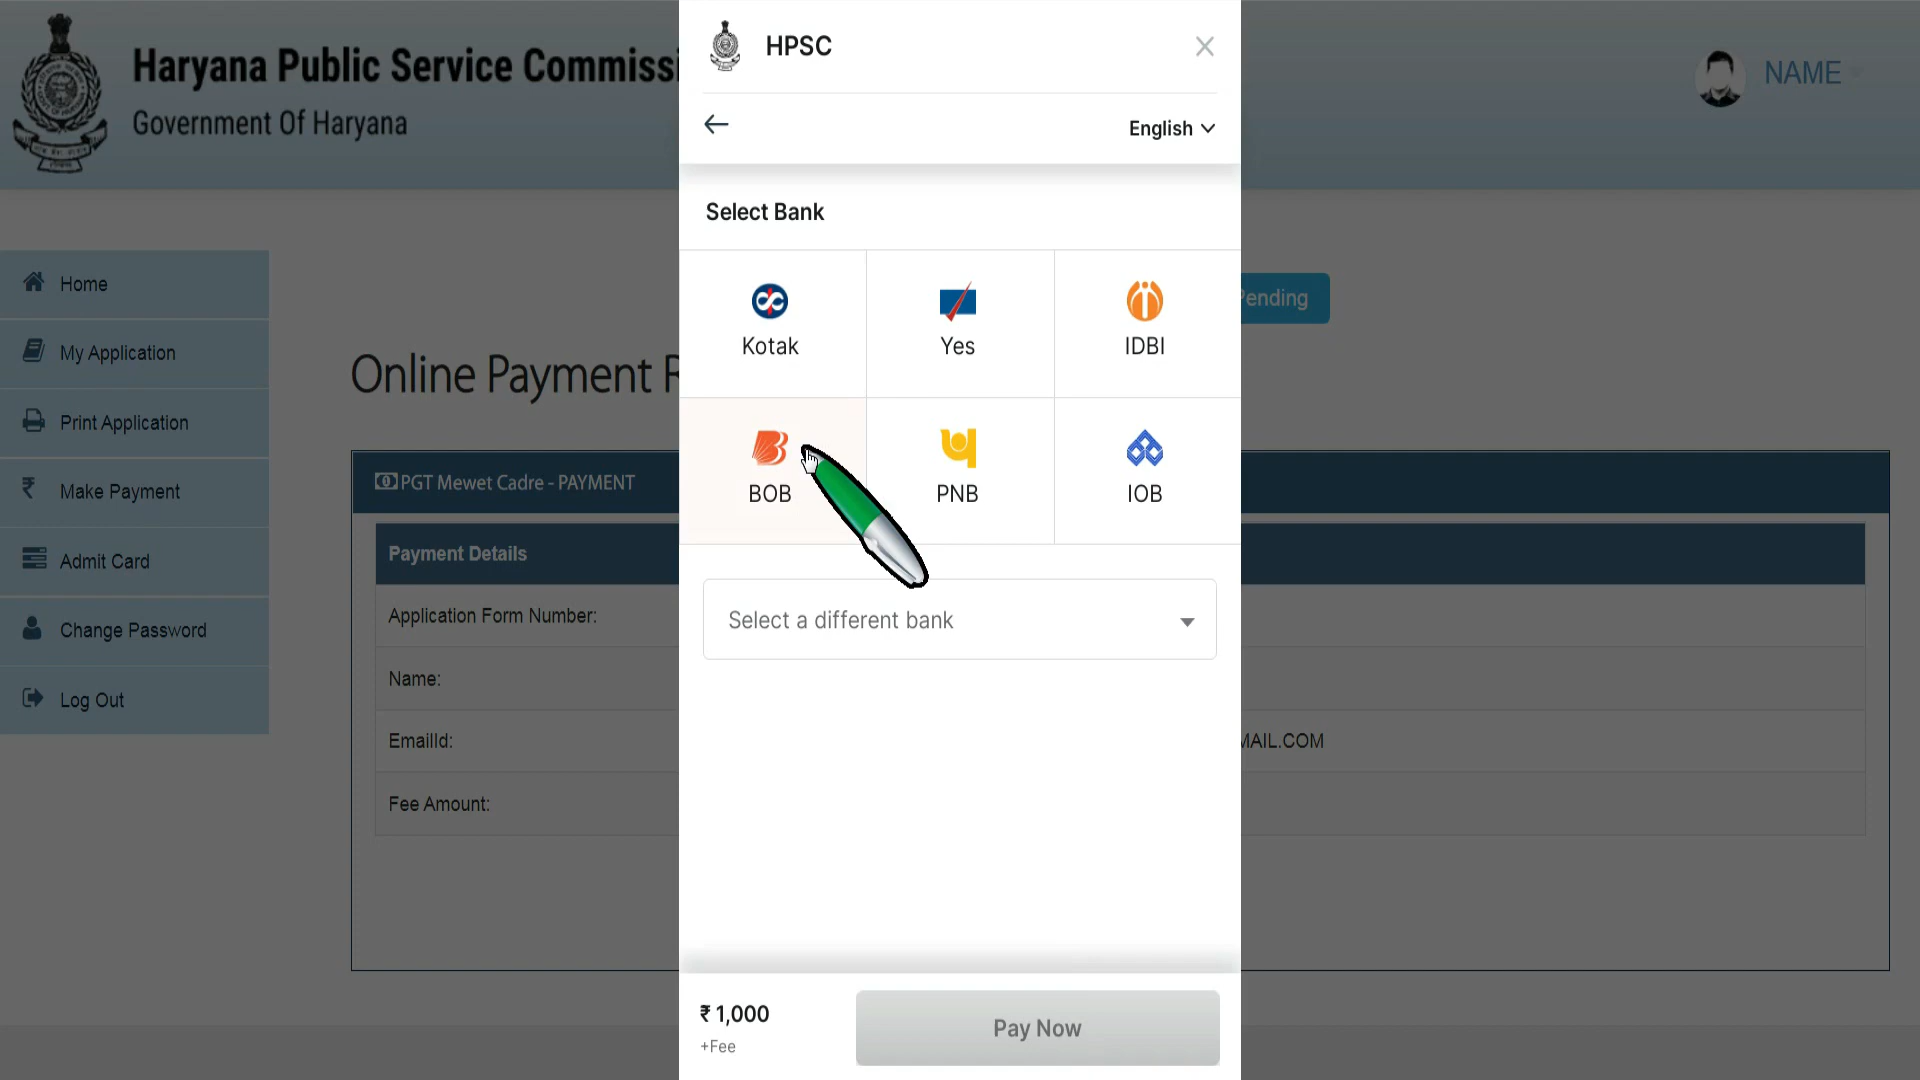 Haryana Public Service Commissi
Government Of Haryana
NAME
HPSC
English
Select Bank
Kotak
Yes
IDBI
BOB
PNB
IOB
Select a different bank
₹ 1,000
+Fee
Pay Now
Home
My Application
Print Application
Make Payment
Admit Card
Change Password
Log Out
Pending
Online Payment
PGT Mewet Cadre - PAYMENT
Payment Details
Application Form Number:
Name:
EmailId:
MAIL.COM
Fee Amount: